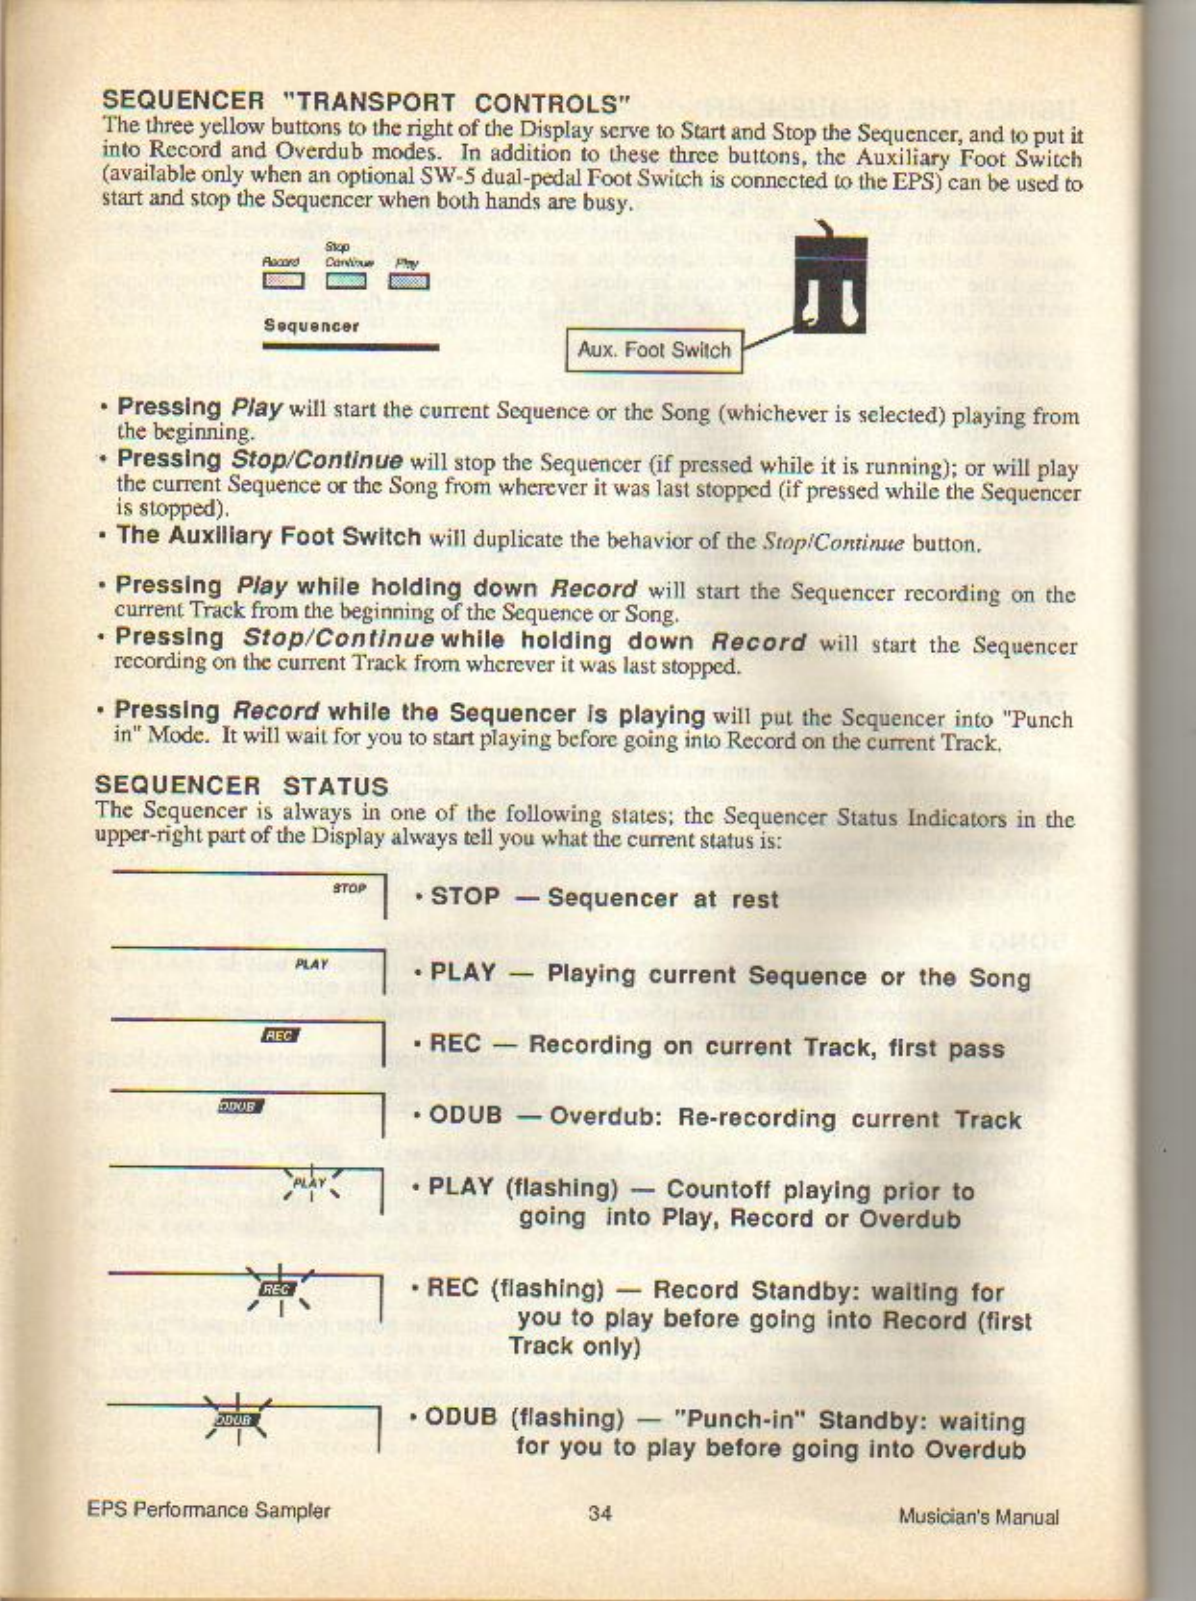 SEQUENCER "TRANSPORT CONTROLS"
The three yellow buttons to the right of the Display serve to Start and Stop the Sequencer, and to put it
into Record and Overdub modes. In addition to these three buttons, the Auxiliary Foot Switch
(available only when an optional SW-5 dual-pedal Foot Switch is connected to the EPS) can be used to
start and stop the Sequencer when both hands are busy.
Stop
Record Continue Play
Sequencer
Aux. Foot Switch
• Pressing Play will start the current Sequence or the Song (whichever is selected) playing from
the beginning.
• Pressing Stop/Continue will stop the Sequencer (if pressed while it is running); or will play
the current Sequence or the Song from wherever it was last stopped (if pressed while the Sequencer
is stopped).
• The Auxiliary Foot Switch will duplicate the behavior of the Stop/Continue button.
• Pressing Play while holding down Record will start the Sequencer recording on the
current Track from the beginning of the Sequence or Song.
• Pressing Stop/Continue while holding down Record will start the Sequencer
recording on the current Track from wherever it was last stopped.
• Pressing Record while the Sequencer is playing will put the Sequencer into "Punch
in" Mode. It will wait for you to start playing before going into Record on the current Track.
SEQUENCER STATUS
The Sequencer is always in one of the following states; the Sequencer Status Indicators in the
upper-right part of the Display always tell you what the current status is:
STOP • STOP — Sequencer at rest
PLAY • PLAY — Playing current Sequence or the Song
REC • REC — Recording on current Track, first pass
ODUB • ODUB — Overdub: Re-recording current Track
PLAY • PLAY (flashing) — Countoff playing prior to
going into Play, Record or Overdub
REC • REC (flashing) — Record Standby: waiting for
you to play before going into Record (first
Track only)
ODUB • ODUB (flashing) — "Punch-in" Standby: waiting
for you to play before going into Overdub
EPS Performance Sampler 34 Musician's Manual